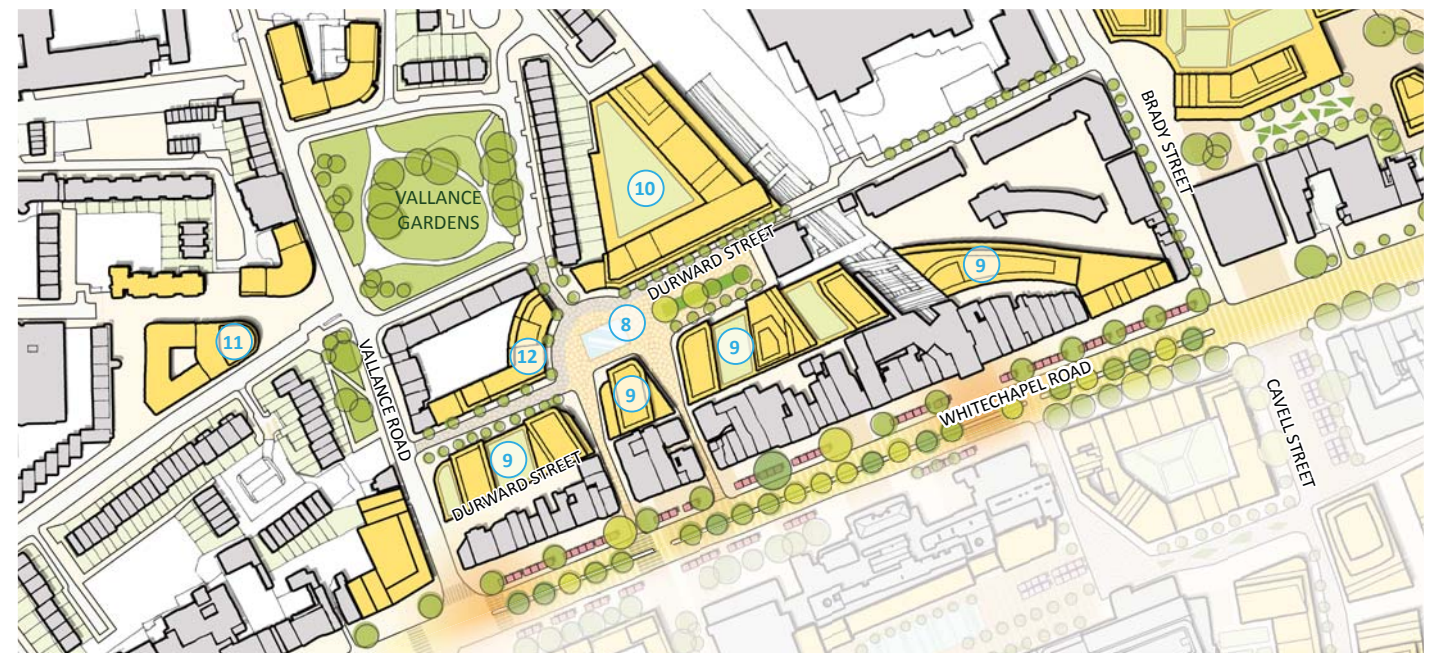 BRADY STREET
10
VALLANCE
GARDENS
DURWARD STREET
9
8
11
12
9
9
VALLANCE ROAD
WHITECHAPEL ROAD
CAVELL STREET
9
DURWARD STREET